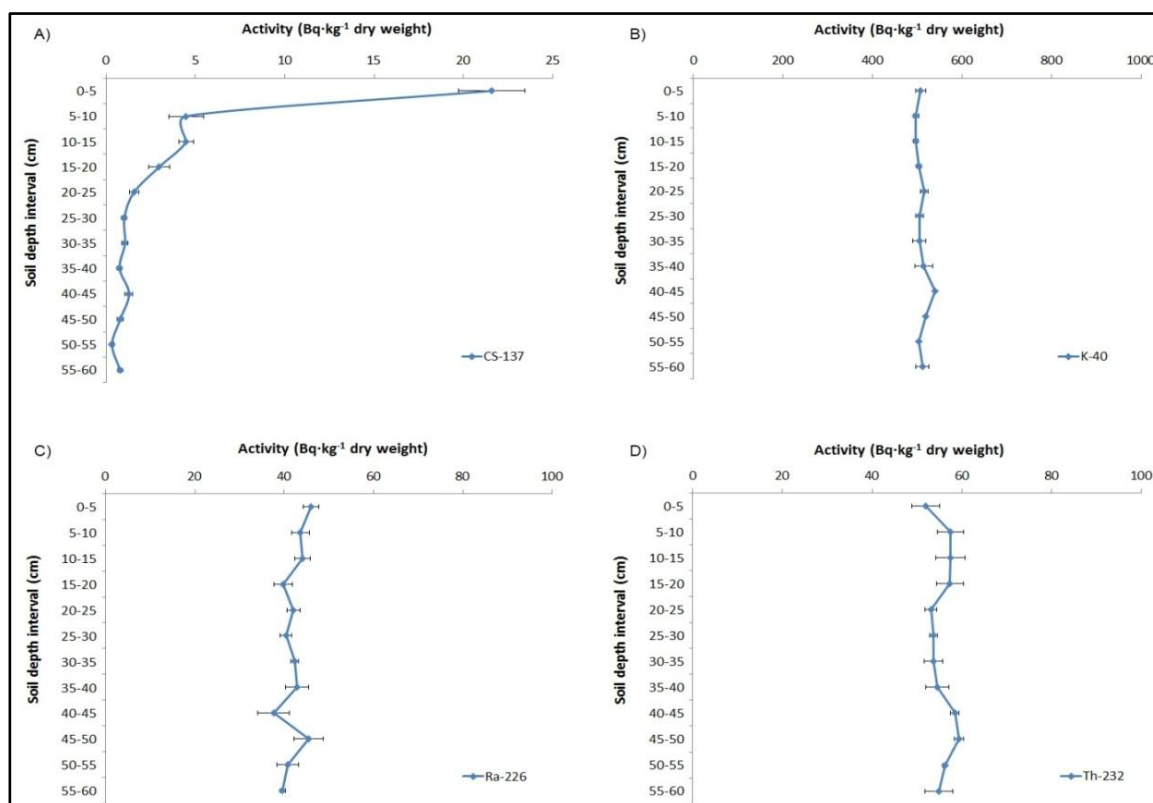 A)
Activity (Bq·kg⁻¹ dry weight)
0 5 10 15 20 25
Soil depth interval (cm)
0-5
5-10
10-15
15-20
20-25
25-30
30-35
35-40
40-45
45-50
50-55
55-60
CS-137
B)
Activity (Bq·kg⁻¹ dry weight)
0 200 400 600 800 1000
Soil depth interval (cm)
0-5
5-10
10-15
15-20
20-25
25-30
30-35
35-40
40-45
45-50
50-55
55-60
K-40
C)
Activity (Bq·kg⁻¹ dry weight)
0 20 40 60 80 100
Soil depth interval (cm)
0-5
5-10
10-15
15-20
20-25
25-30
30-35
35-40
40-45
45-50
50-55
55-60
Ra-226
D)
Activity (Bq·kg⁻¹ dry weight)
0 20 40 60 80 100
Soil depth interval (cm)
0-5
5-10
10-15
15-20
20-25
25-30
30-35
35-40
40-45
45-50
50-55
55-60
Th-232